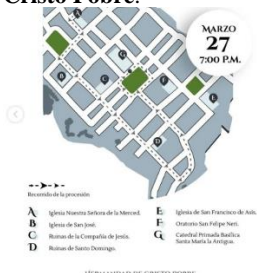 Cristo Pobre.
MARZO
27
7:00 P.M.
A
G
B
C
F
E
D
Recorrido de la procesión.
A Iglesia Nuestra Señora de la Merced.
B Iglesia de San José.
C Ruinas de la Compañía de Jesús.
D Ruinas de Santo Domingo.
E Iglesia de San Francisco de Asís.
F Oratorio San Felipe Neri.
G Catedral Primada Basílica
Santa María la Antigua.
HERMANDAD DE CRISTO POBRE